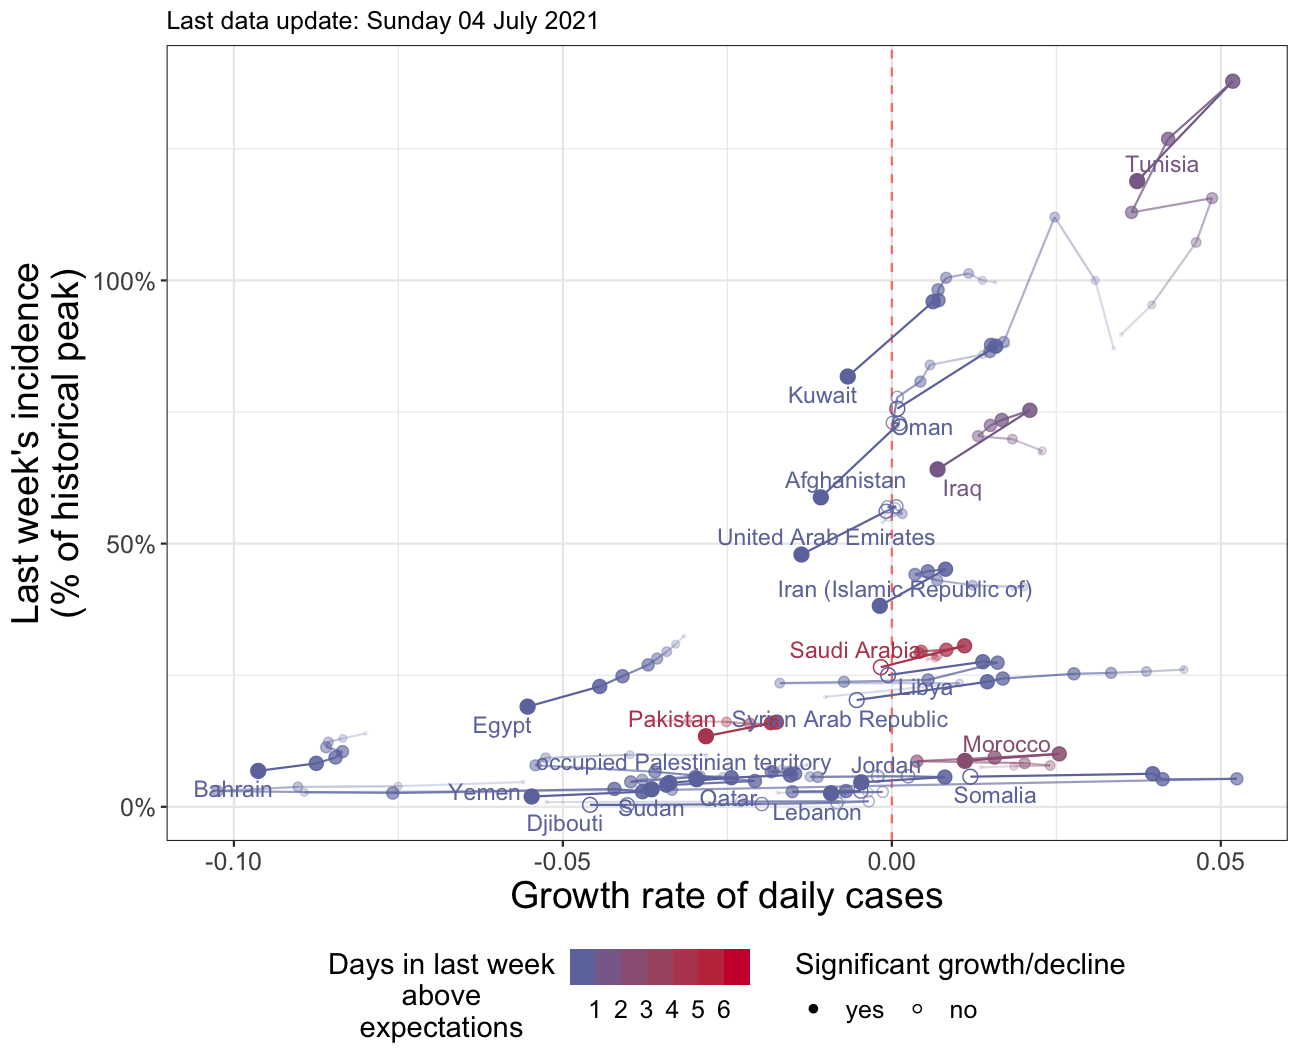 Last data update: Sunday 04 July 2021
Last week's incidence
(% of historical peak)
100%
50%
0%
Tunisia
Kuwait
Oman
Afghanistan
Iraq
United Arab Emirates
Iran (Islamic Republic of)
Saudi Arabia
Libya
Egypt
Pakistan
Syrian Arab Republic
Morocco
occupied Palestinian territory
Jordan
Bahrain
Yemen
Qatar
Somalia
Sudan
Lebanon
Djibouti
-0.10
-0.05
0.00
0.05
Growth rate of daily cases
Days in last week
above
expectations
1 2 3 4 5 6
Significant growth/decline
yes
no